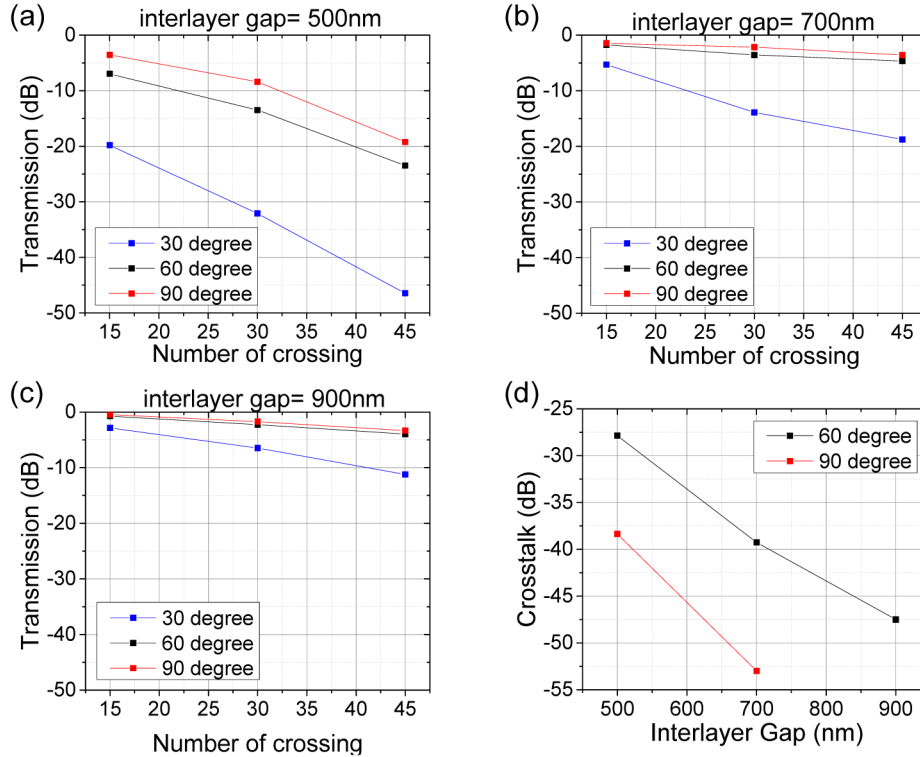 (a)
interlayer gap= 500nm
Transmission (dB)
0
-10
-20
-30
-40
-50
30 degree
60 degree
90 degree
15 20 25 30 35 40 45
Number of crossing
(b)
interlayer gap= 700nm
Transmission (dB)
0
-10
-20
-30
-40
-50
30 degree
60 degree
90 degree
15 20 25 30 35 40 45
Number of crossing
(c)
interlayer gap= 900nm
Transmission (dB)
0
-10
-20
-30
-40
-50
30 degree
60 degree
90 degree
15 20 25 30 35 40 45
Number of crossing
(d)
Crosstalk (dB)
-25
-30
-35
-40
-45
-50
-55
60 degree
90 degree
500 600 700 800 900
Interlayer Gap (nm)